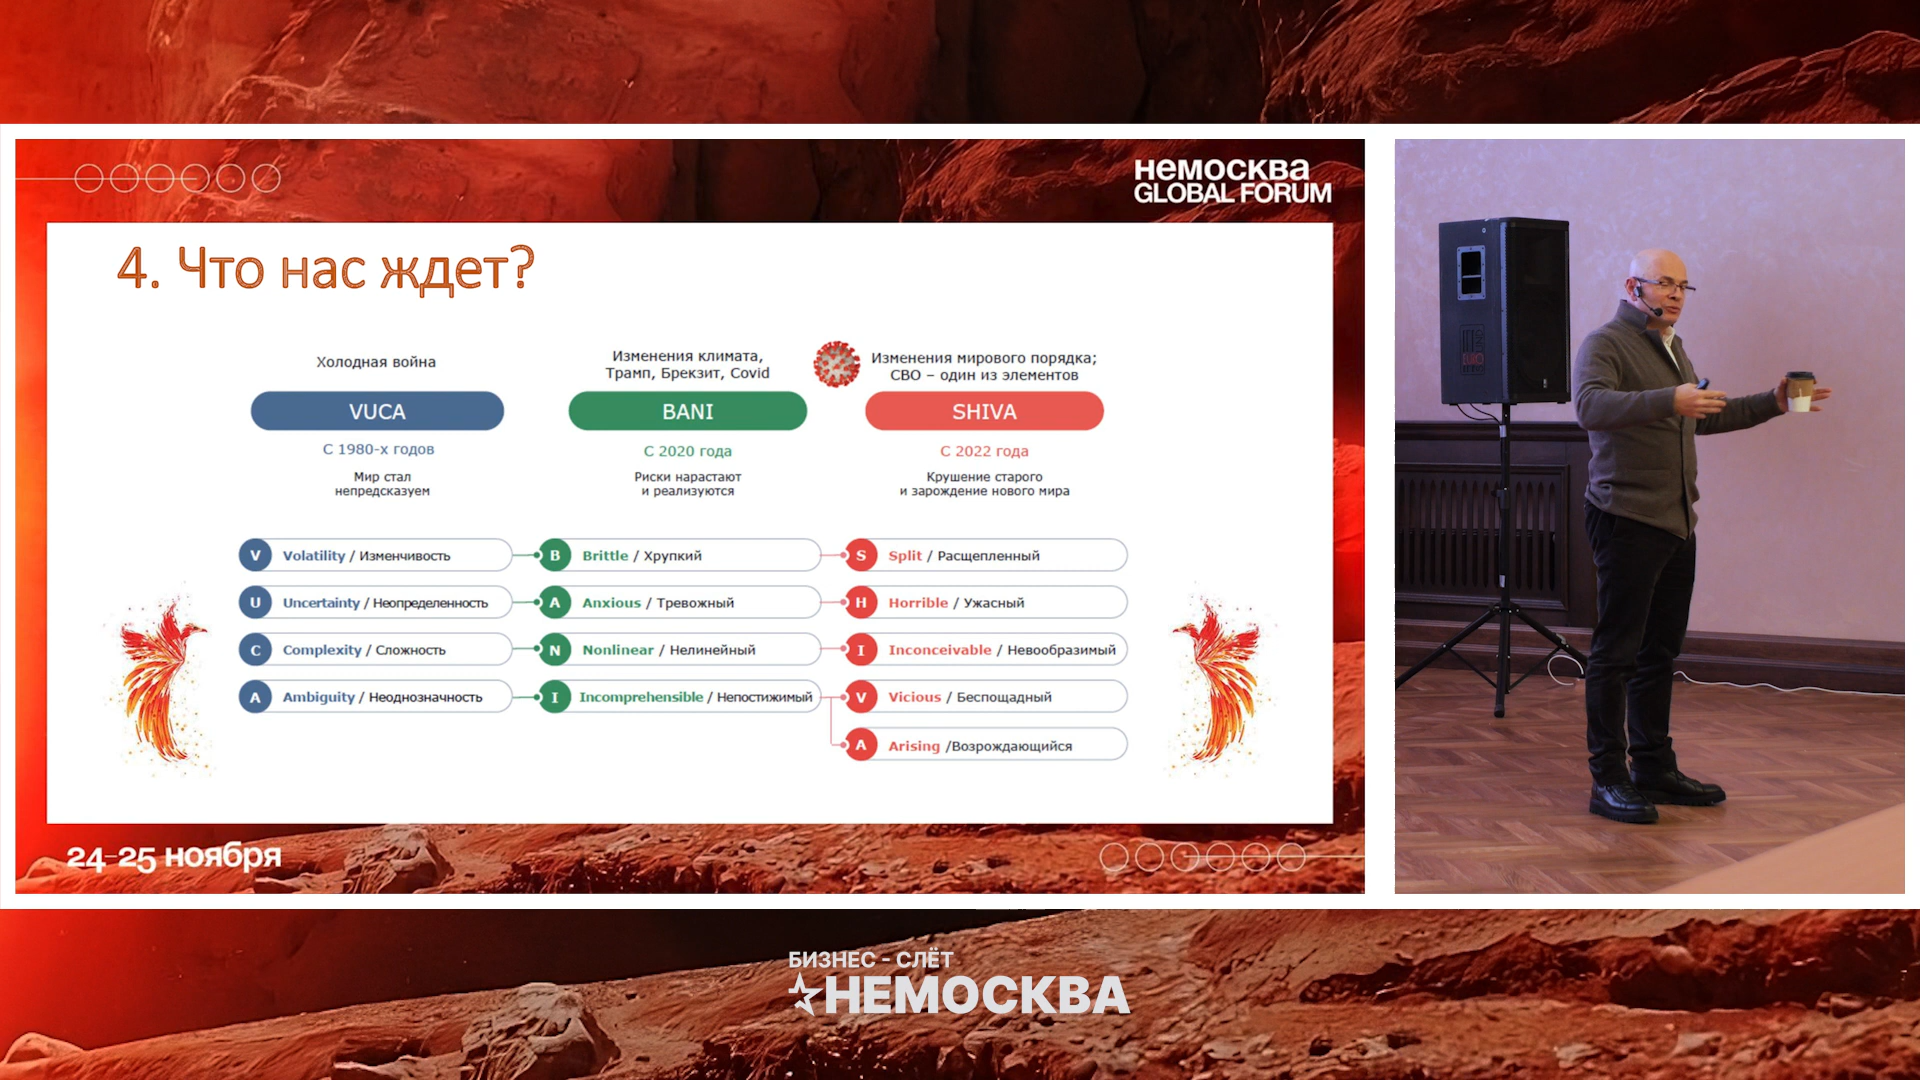 немосква
GLOBAL FORUM
4. Что нас ждет?
Холодная война
VUCA
С 1980-х годов
Мир стал
непредсказуем
V Volatility / Изменчивость
U Uncertainty / Неопределенность
C Complexity / Сложность
A Ambiguity / Неоднозначность
Изменения климата,
Трамп, Брекзит, Covid
BANI
С 2020 года
Риски нарастают
и реализуются
B Brittle / Хрупкий
A Anxious / Тревожный
N Nonlinear / Нелинейный
I Incomprehensible / Непостижимый
Изменения мирового порядка;
СВО – один из элементов
SHIVA
С 2022 года
Крушение старого
и зарождение нового мира
S Split / Расщепленный
H Horrible / Ужасный
I Inconceivable / Невообразимый
V Vicious / Беспощадный
A Arising /Возрождающийся
24-25 ноября
БИЗНЕС - СЛЁТ
НЕМОСКВА